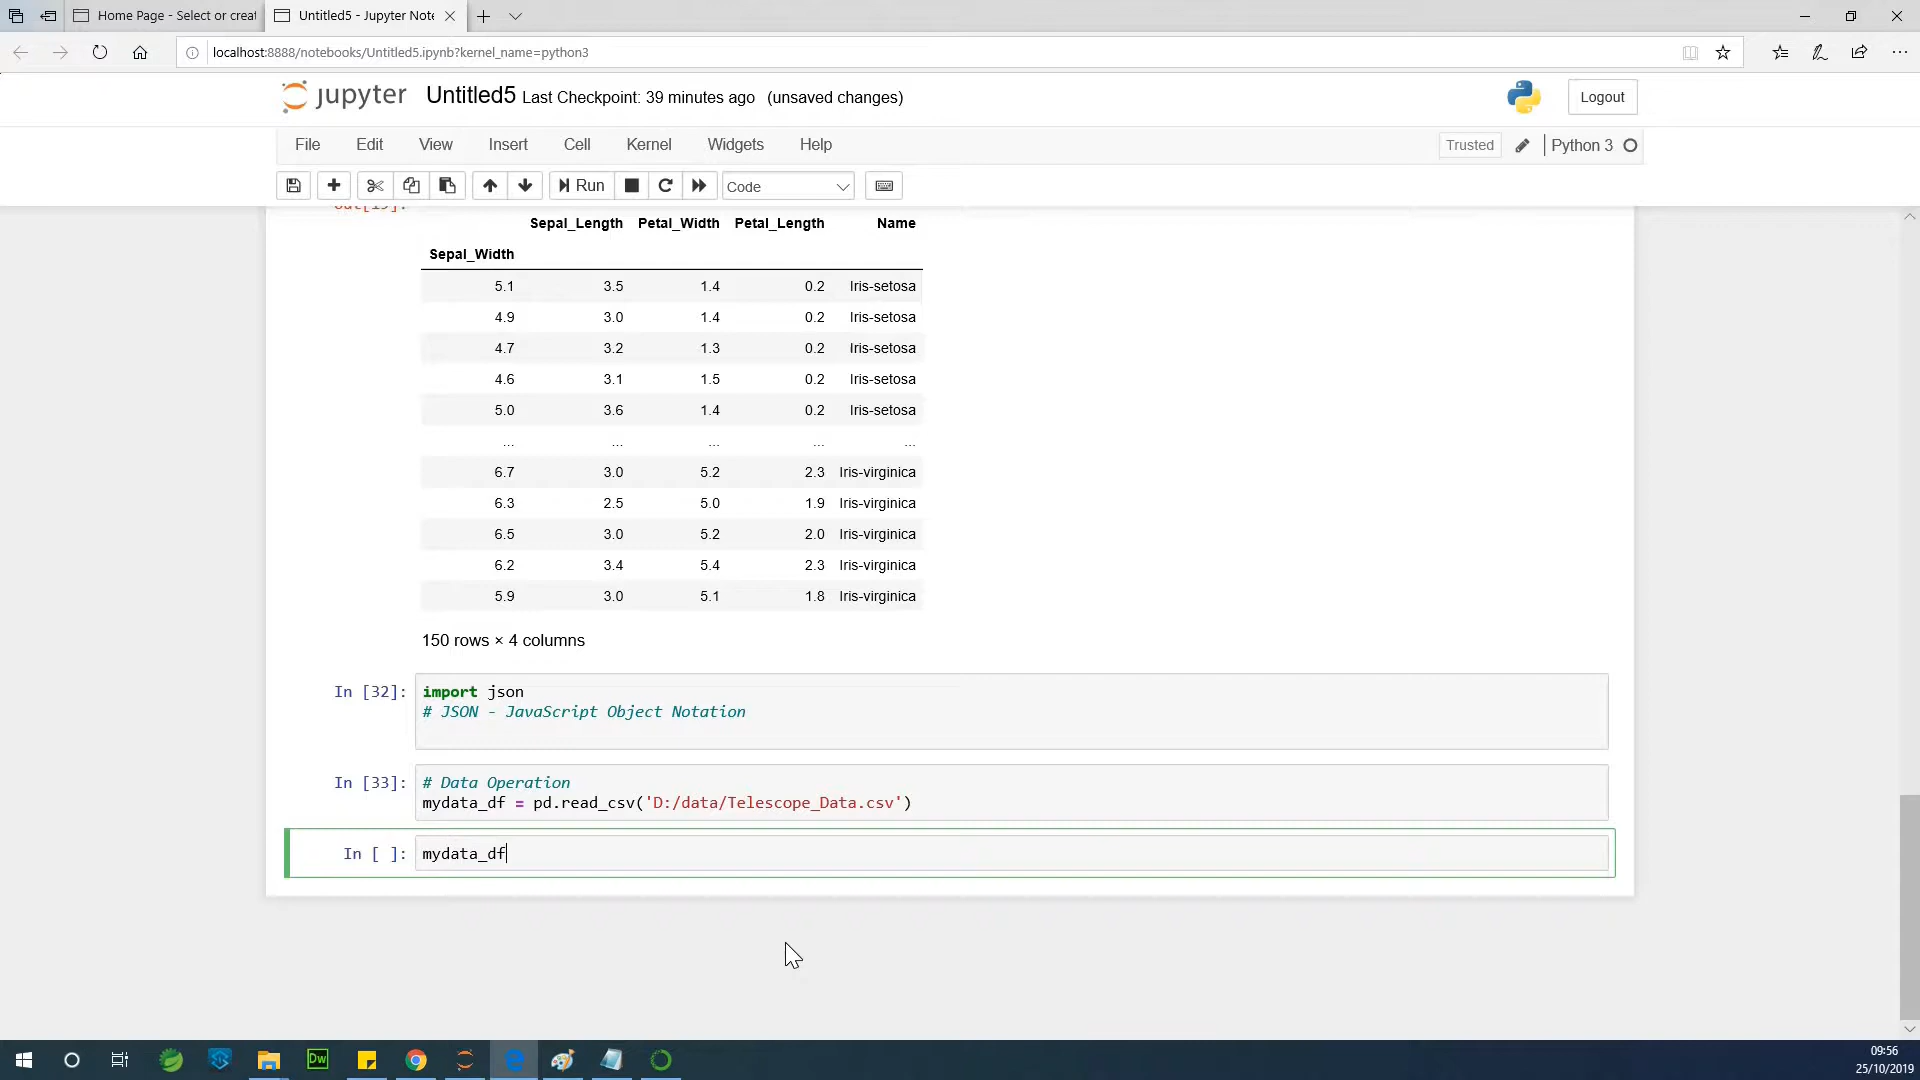 Home Page - Select or creat
Untitled5 - Jupyter Note
localhost:8888/notebooks/Untitled5.ipynb?kernel_name=python3
jupyter Untitled5 Last Checkpoint: 39 minutes ago (unsaved changes)
Logout
File Edit View Insert Cell Kernel Widgets Help
Trusted Python 3
Run Code
Out[19]:
Sepal_Length Petal_Width Petal_Length Name
Sepal_Width
5.1 3.5 1.4 0.2 Iris-setosa
4.9 3.0 1.4 0.2 Iris-setosa
4.7 3.2 1.3 0.2 Iris-setosa
4.6 3.1 1.5 0.2 Iris-setosa
5.0 3.6 1.4 0.2 Iris-setosa
... ... ... ... ...
6.7 3.0 5.2 2.3 Iris-virginica
6.3 2.5 5.0 1.9 Iris-virginica
6.5 3.0 5.2 2.0 Iris-virginica
6.2 3.4 5.4 2.3 Iris-virginica
5.9 3.0 5.1 1.8 Iris-virginica
150 rows × 4 columns
In [32]: import json
# JSON - JavaScript Object Notation
In [33]: # Data Operation
mydata_df = pd.read_csv('D:/data/Telescope_Data.csv')
In [ ]: mydata_df
Dw
09:56
25/10/2019